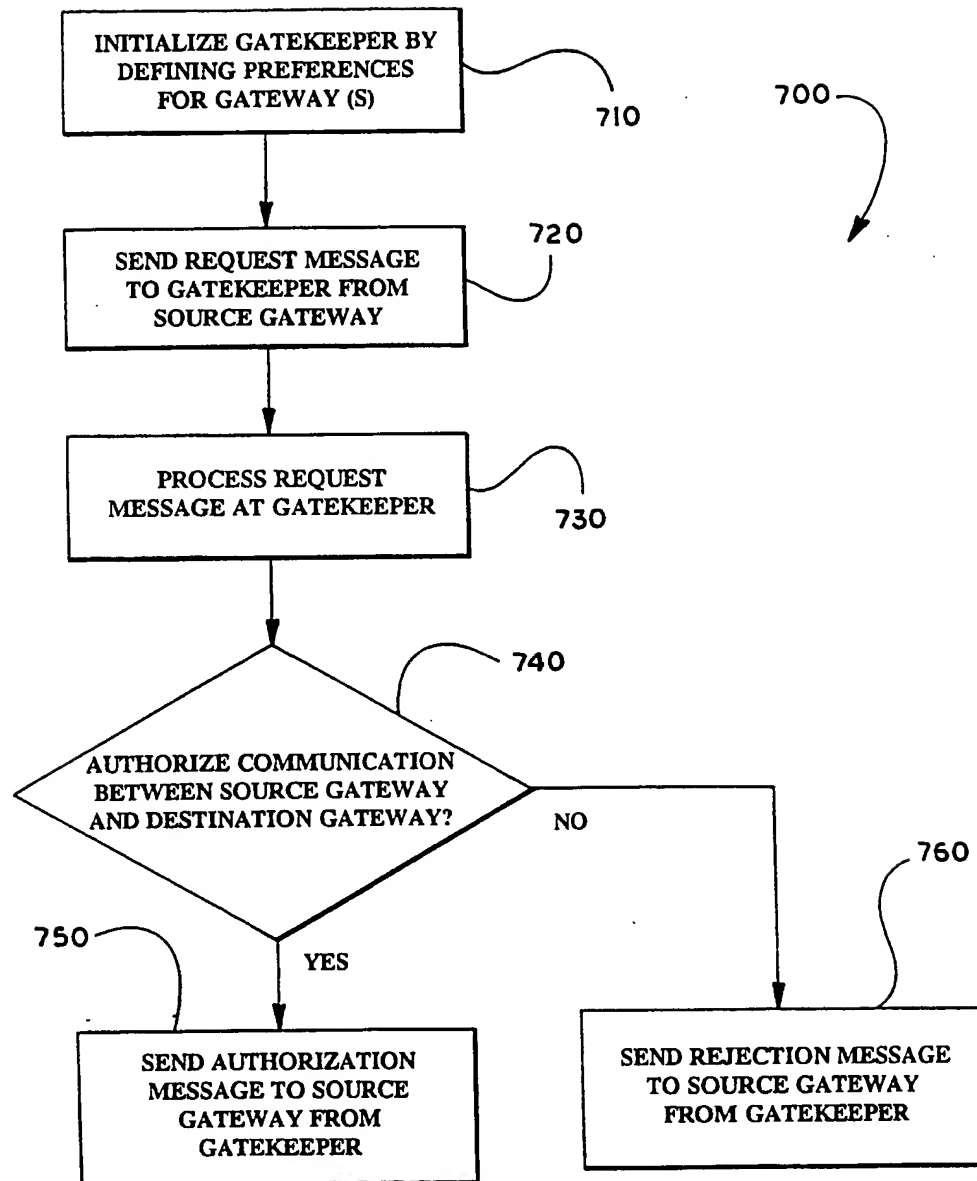 INITIALIZE GATEKEEPER BY
DEFINING PREFERENCES
FOR GATEWAY (S)
710
700
720
SEND REQUEST MESSAGE
TO GATEKEEPER FROM
SOURCE GATEWAY
PROCESS REQUEST
MESSAGE AT GATEKEEPER
730
740
AUTHORIZE COMMUNICATION
BETWEEN SOURCE GATEWAY
AND DESTINATION GATEWAY?
NO
760
750
YES
SEND AUTHORIZATION
MESSAGE TO SOURCE
GATEWAY FROM
GATEKEEPER
SEND REJECTION MESSAGE
TO SOURCE GATEWAY
FROM GATEKEEPER